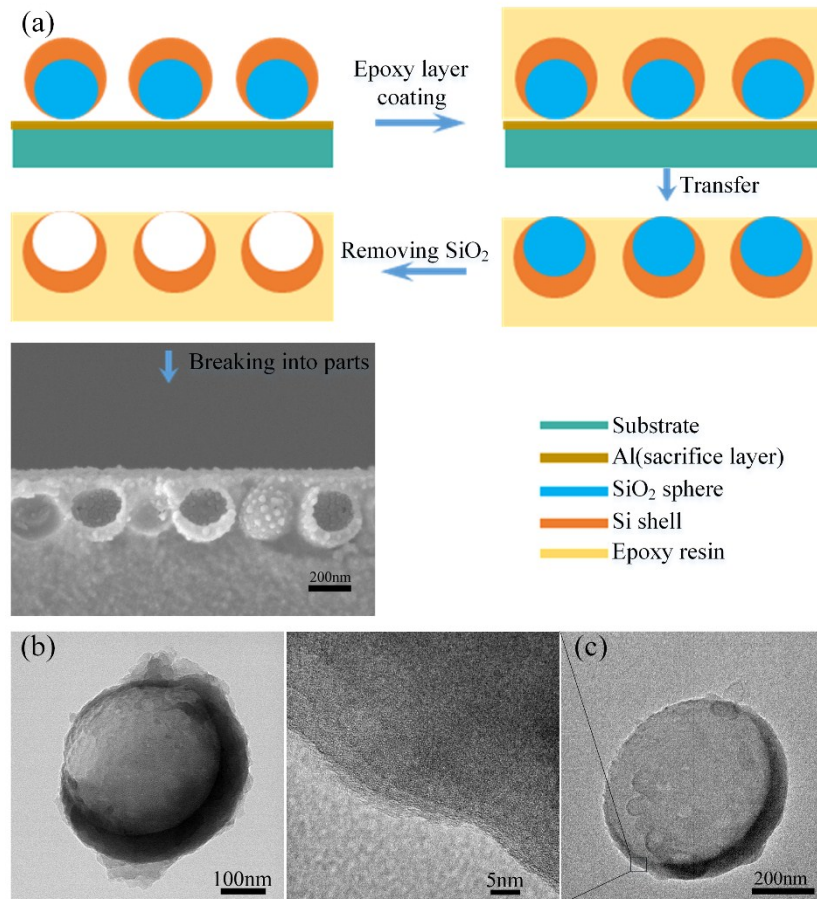 (a)
Epoxy layer
coating
Transfer
Removing SiO₂
Breaking into parts
200nm
Substrate
Al(sacrifice layer)
SiO₂ sphere
Si shell
Epoxy resin
(b)
100nm
5nm
(c)
200nm